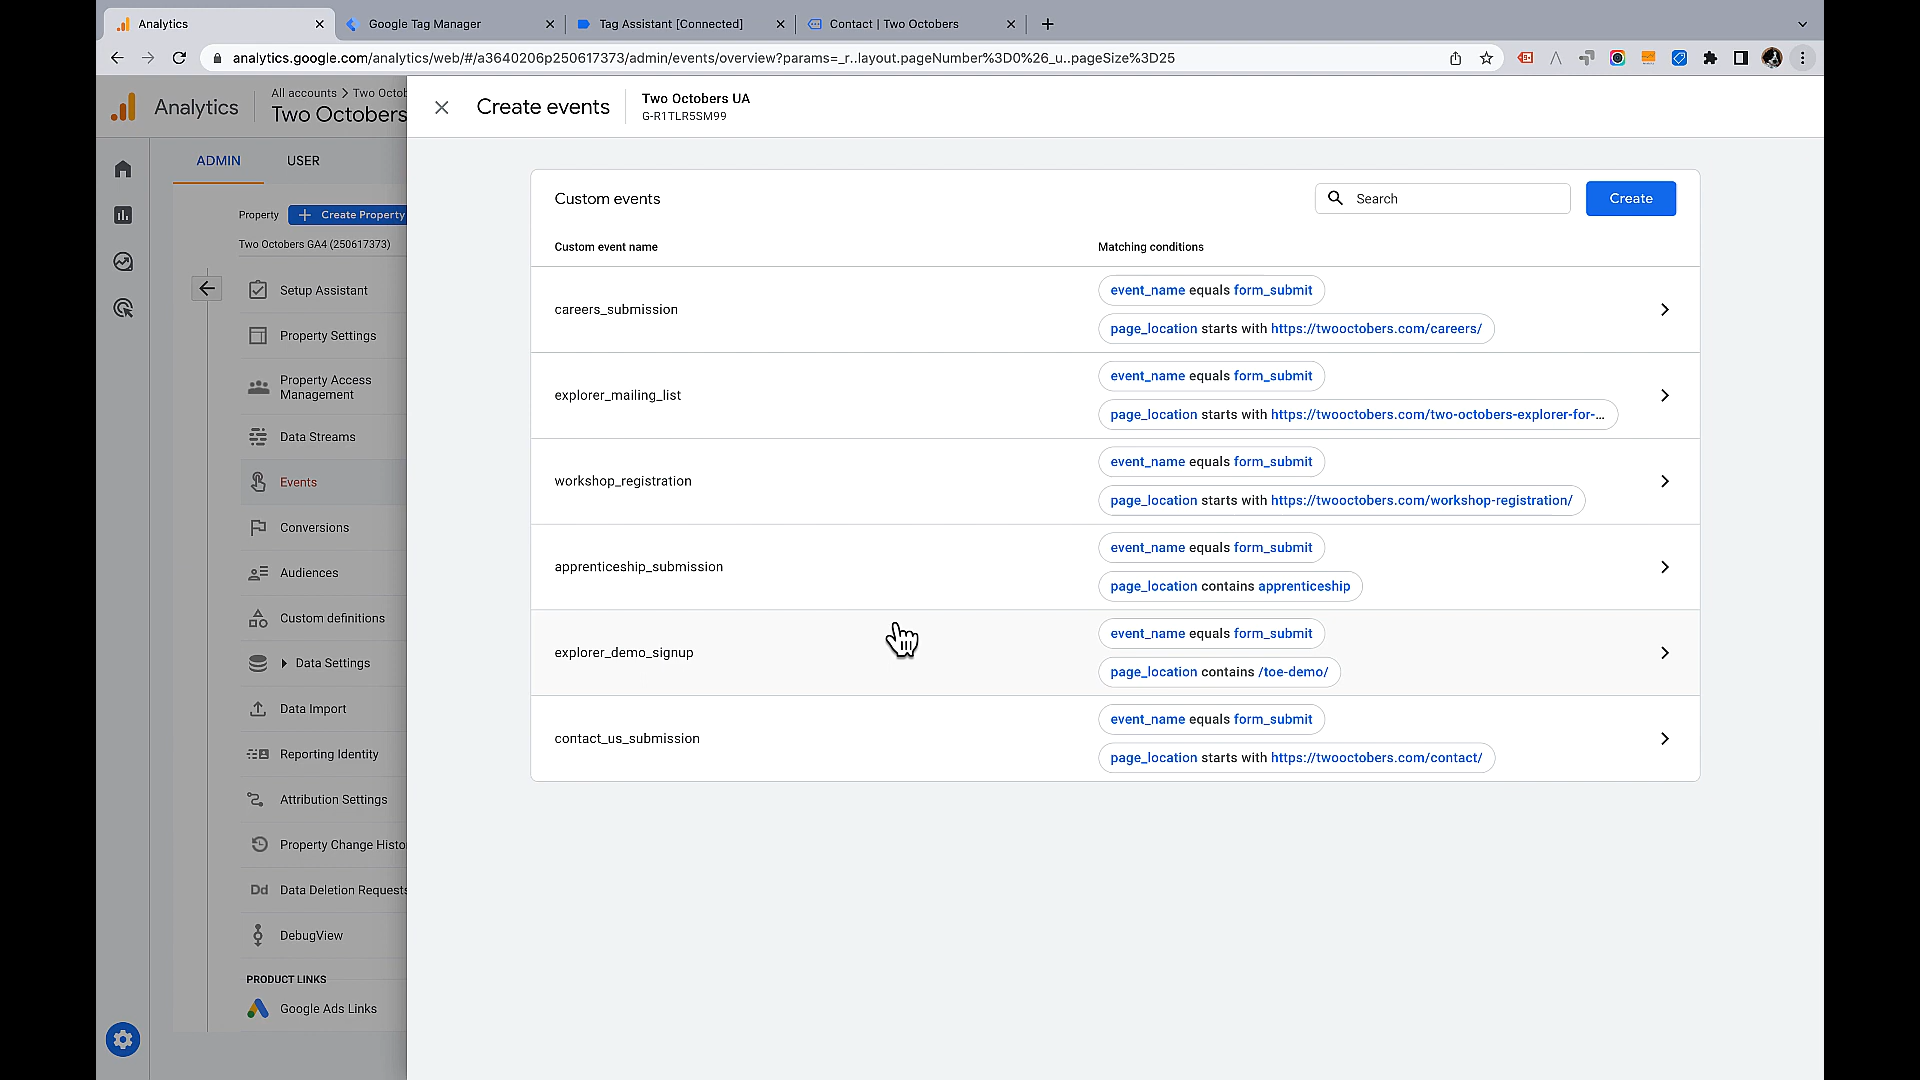 Analytics
Google Tag Manager
Tag Assistant [Connected]
Contact | Two Octobers
analytics.google.com/analytics/web/#/a3640206p250617373/admin/events/overview?params=_r..layout.pageNumber%3D0%26_u..pageSize%3D25
Analytics
All accounts > Two Octob
Two Octobers
Create events
Two Octobers UA
G-R1TLR5SM99
ADMIN
USER
Property
Create Property
Two Octobers GA4 (250617373)
Setup Assistant
Property Settings
Property Access
Management
Data Streams
Events
Conversions
Audiences
Custom definitions
Data Settings
Data Import
Reporting Identity
Attribution Settings
Property Change Histo
Dd Data Deletion Requests
DebugView
PRODUCT LINKS
Google Ads Links
Custom events
Search
Create
Custom event name
Matching conditions
careers_submission
event_name equals form_submit
page_location starts with https://twooctobers.com/careers/
explorer_mailing_list
event_name equals form_submit
page_location starts with https://twooctobers.com/two-octobers-explorer-for-...
workshop_registration
event_name equals form_submit
page_location starts with https://twooctobers.com/workshop-registration/
apprenticeship_submission
event_name equals form_submit
page_location contains apprenticeship
explorer_demo_signup
event_name equals form_submit
page_location contains /toe-demo/
contact_us_submission
event_name equals form_submit
page_location starts with https://twooctobers.com/contact/